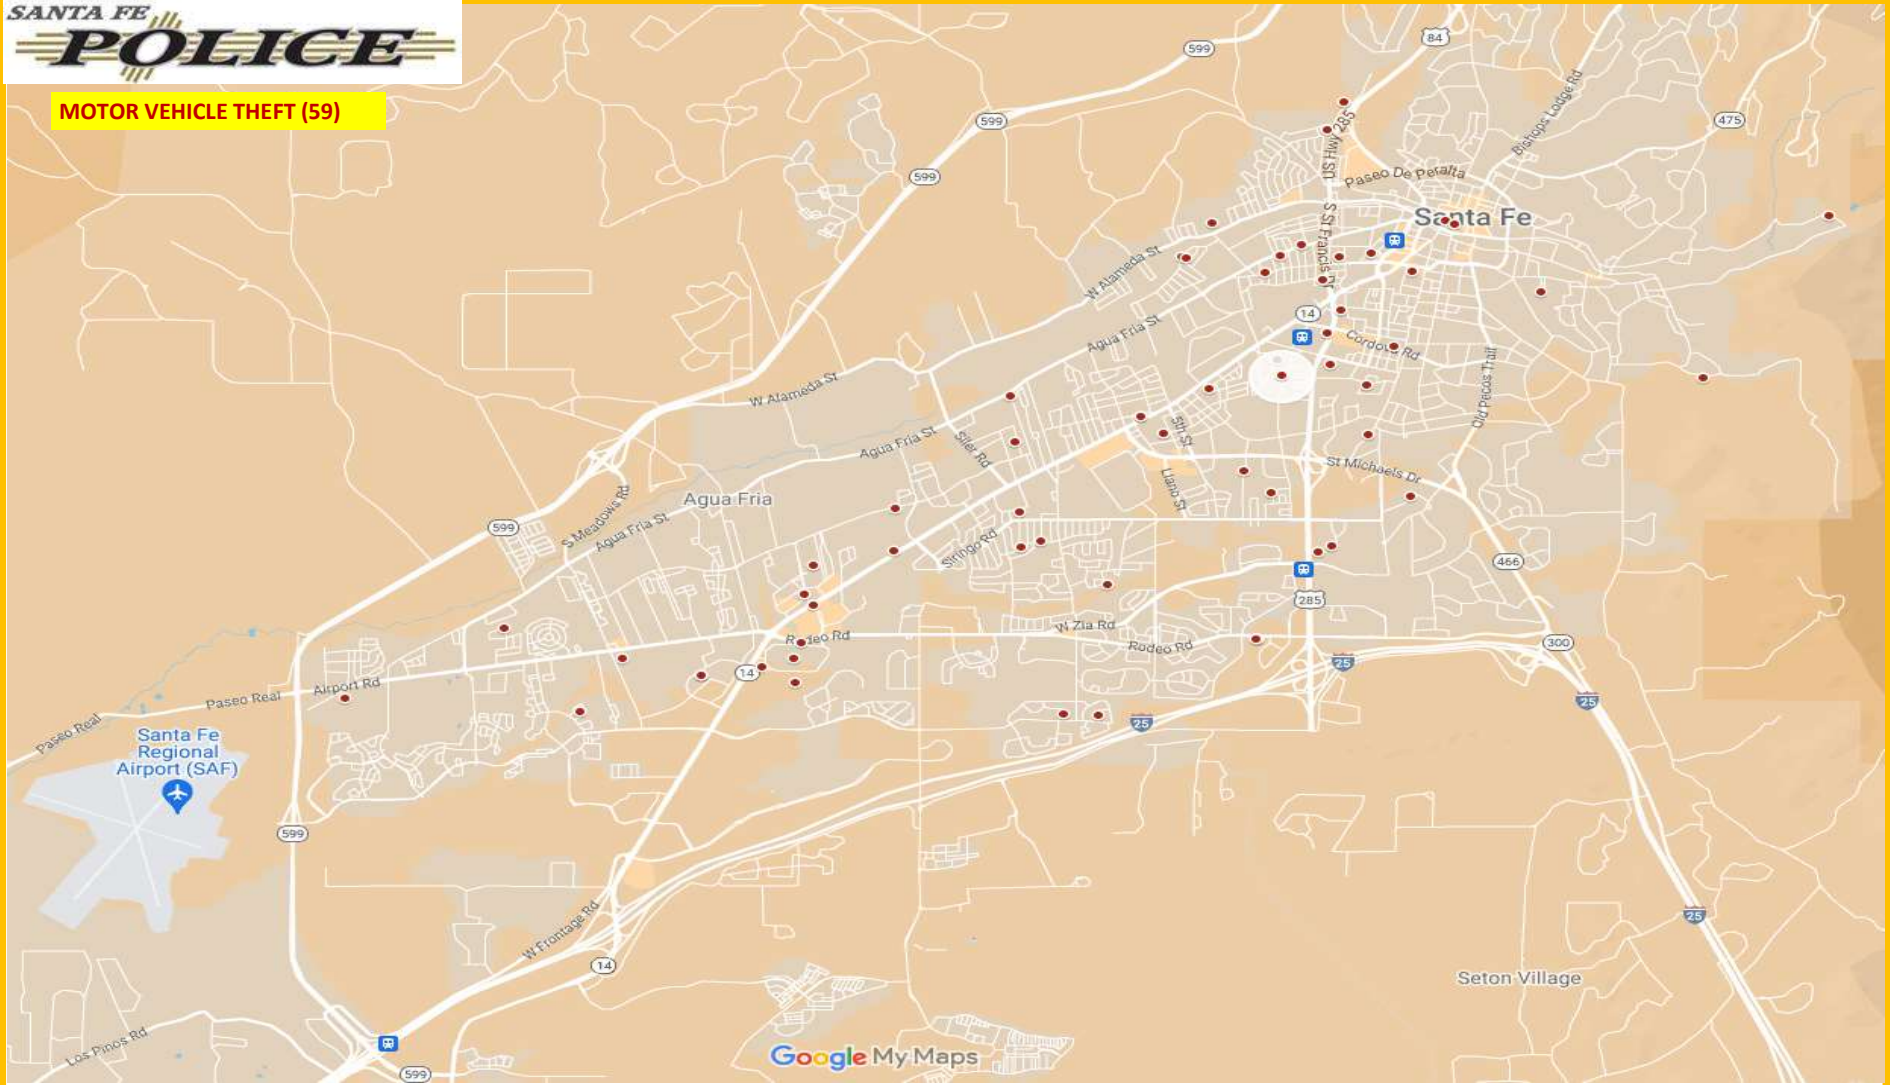 SANTA FE
POLICE
MOTOR VEHICLE THEFT (59)
599
84
599
Bishops Lodge Rd
475
US Hwy 285
599
Paseo De Peralta
Santa Fe
S St Francis Dr
W Alameda St
14
Agua Fria St
Cordova Rd
Old Pecos Trail
W Alameda St
5th St
Agua Fria St
Siler Rd
St Michaels Dr
Llano St
Agua Fria
S Meadows Rd
599
Agua Fria St
Siringo Rd
466
285
W Zia Rd
Rodeo Rd
Rodeo Rd
300
25
14
Airport Rd
Paseo Real
25
25
Paseo Real
Santa Fe
Regional
Airport (SAF)
599
25
W Frontage Rd
14
Seton Village
Los Pinos Rd
Google My Maps
599